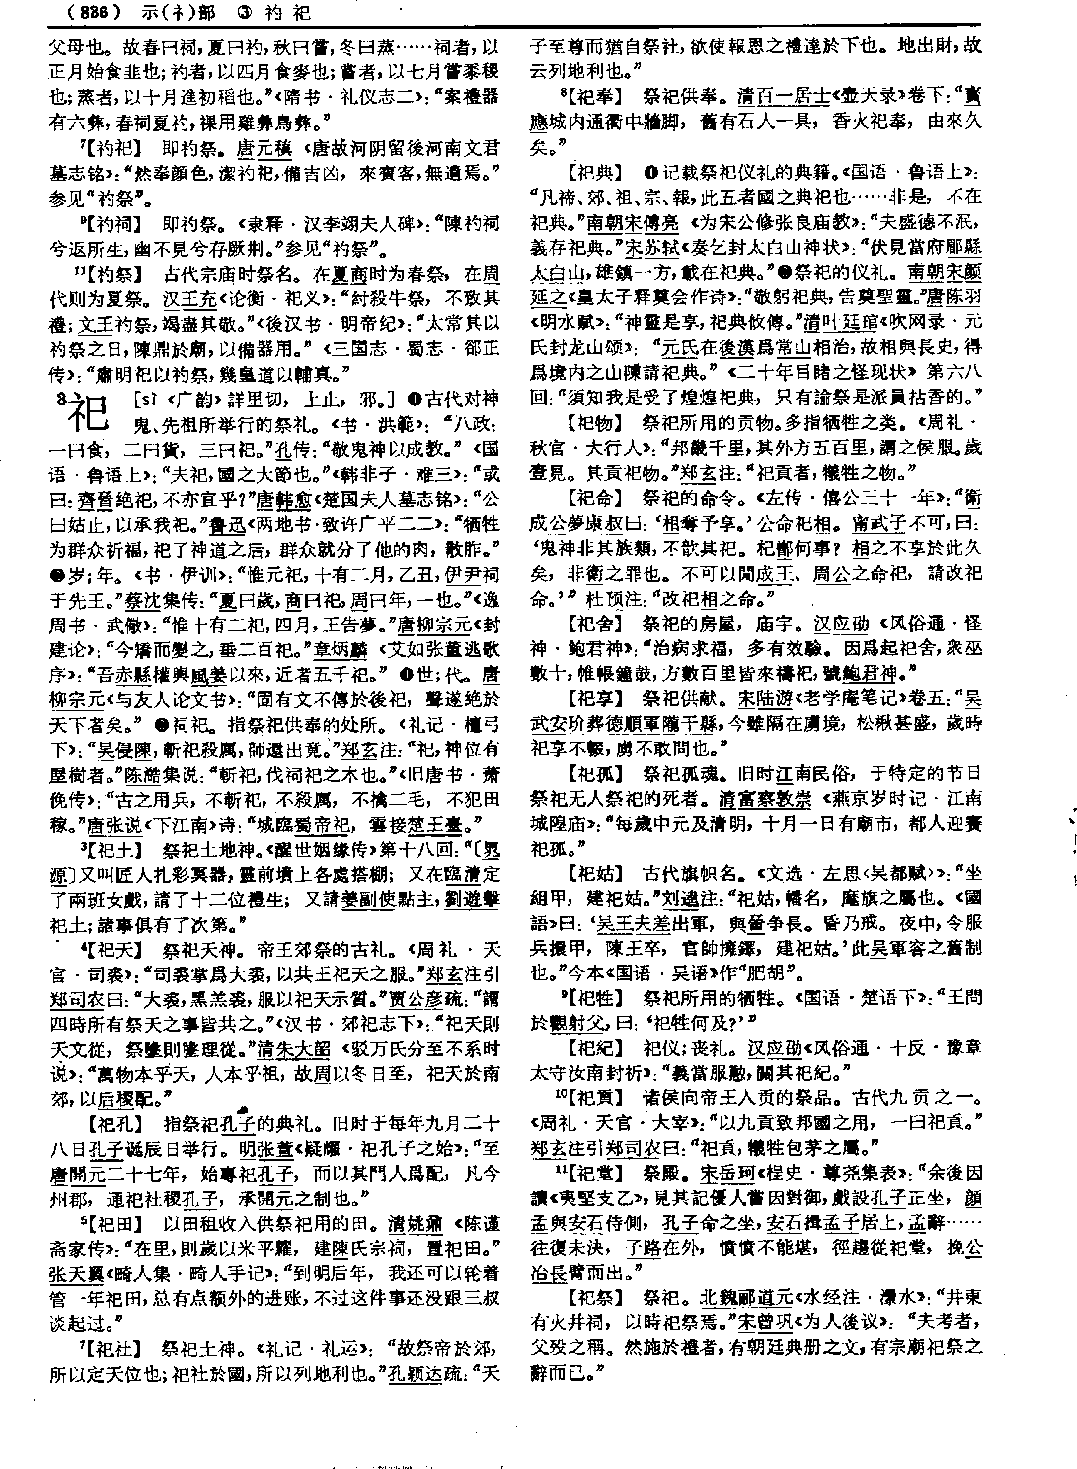 （836） 示(礻)部 ③ 礿 祀
父母也。故春曰祠，夏曰礿，秋曰嘗，冬曰蒸……祠者，以
正月始食韭也；礿者，以四月食麥也；嘗者，以七月嘗黍稷
也；蒸者，以十月進初稻也。”《隋书·礼仪志二》：“案禮器
有六彝，春祠夏礿，祼用雞彝鳥彝。”
⁷【礿祀】 即礿祭。唐元稹《唐故河阴留後河南文君
墓志铭》：“然奉顏色，潔礿祀，備吉凶，來賓客，無遺焉。”
参见“礿祭”。
⁹【礿祠】 即礿祭。《隶释·汉李翊夫人碑》：“陳礿祠
兮返所生，幽不見兮存厥荆。”参见“礿祭”。
¹¹【礿祭】 古代宗庙时祭名。在夏商时为春祭，在周
代则为夏祭。汉王充《论衡·祀义》：“紂殺牛祭，不致其
禮；文王礿祭，竭盡其敬。”《後汉书·明帝纪》：“太常其以
礿祭之日，陳鼎於廟，以備器用。”《三国志·蜀志·郤正
传》：“肅明祀以礿祭，幾皇道以輔真。”
³祀 ［sì《广韵》詳里切，上止，邪。］❶古代对神
鬼、先祖所举行的祭礼。《书·洪範》：“八政：
一曰食，二曰貨，三曰祀。”孔传：“敬鬼神以成教。”《国
语·鲁语上》：“夫祀，國之大節也。”《韩非子·难三》：“或
曰：齊晉絶祀，不亦宜乎？”唐韩愈《楚国夫人墓志铭》：“公
曰姑止，以承我祀。”鲁迅《两地书·致许广平二二》：“牺牲
为群众祈福，祀了神道之后，群众就分了他的肉，散胙。”
❷岁；年。《书·伊训》：“惟元祀，十有二月，乙丑，伊尹祠
于先王。”蔡沈集传：“夏曰歲，商曰祀，周曰年，一也。”《逸
周书·武儆》：“惟十有二祀，四月，王告夢。”唐柳宗元《封
建论》：“今矯而變之，垂二百祀。”章炳麟《艾如张董逃歌
序》：“吾亦縣權與風姜以來，近者五千祀。”❸世；代。唐
柳宗元《与友人论文书》：“固有文不傳於後祀，聲遂絶於
天下者矣。”❹祠祀。指祭祀供奉的处所。《礼记·檀弓
下》：“吴侵陳，斬祀殺厲，師還出竟。”郑玄注：“祀，神位有
屋樹者。”陈澔集说：“斬祀，伐祠祀之木也。”《旧唐书·萧
俛传》：“古之用兵，不斬祀，不殺厲，不擒二毛，不犯田
稼。”唐张说《下江南》诗：“城臨蜀帝祀，雲接楚王臺。”
³【祀土】 祭祀土地神。《醒世姻缘传》第十八回：“〔晁
源〕又叫匠人扎彩冥器，靈前墳上各處搭棚；又在臨清定
了兩班女戲，請了十二位禮生；又請姜副使點主，劉遊擊
祀土；諸事俱有了次第。”
⁴【祀天】 祭祀天神。帝王郊祭的古礼。《周礼·天
官·司裘》：“司裘掌爲大裘，以共王祀天之服。”郑玄注引
郑司农曰：“大裘，黑羔裘，服以祀天示質。”贾公彦疏：“謂
四時所有祭天之事皆共之。”《汉书·郊祀志下》：“祀天則
天文從，祭墬則墬理從。”清朱大韶《驳万氏分至不系时
说》：“萬物本乎天，人本乎祖，故周以冬日至，祀天於南
郊，以后稷配。”
【祀孔】 指祭祀孔子的典礼。旧时于每年九月二十
八日孔子诞辰日举行。明张萱《疑耀·祀孔子之始》：“至
唐開元二十七年，始專祀孔子，而以其門人爲配，凡今
州郡，通祀社稷孔子，承開元之制也。”
⁵【祀田】 以田租收入供祭祀用的田。清姚鼐《陈谨
斋家传》：“在里，則歲以米平糶，建陳氏宗祠，置祀田。”
张天翼《畸人集·畸人手记》：“到明后年，我还可以轮着
管一年祀田，总有点额外的进账，不过这件事还没跟三叔
谈起过。”
⁷【祀社】 祭祀土神。《礼记·礼运》：“故祭帝於郊，
所以定天位也；祀社於國，所以列地利也。”孔颖达疏：“天
子至尊而猶自祭社，欲使報恩之禮達於下也。地出財，故
云列地利也。”
⁸【祀奉】 祭祀供奉。清百一居士《壶天录》卷下：“寶
應城内通衢中牆脚，舊有石人一具，香火祀奉，由來久
矣。”
【祀典】 ❶记载祭祀仪礼的典籍。《国语·鲁语上》：
“凡禘、郊、祖、宗、報，此五者國之典祀也……非是，不在
祀典。”南朝宋傅亮《为宋公修张良庙教》：“夫盛德不泯，
義存祀典。”宋苏轼《奏乞封太白山神状》：“伏見當府郿縣
太白山，雄鎮一方，載在祀典。”❷祭祀的仪礼。南朝宋颜
延之《皇太子释奠会作诗》：“敬躬祀典，告奠聖靈。”唐陈羽
《明水赋》：“神靈是享，祀典攸傳。”清叶廷琯《吹网录·元
氏封龙山颂》：“元氏在後漢爲常山相治，故相與長史，得
爲境内之山陳請祀典。”《二十年目睹之怪现状》第六八
回：“須知我是受了煌煌祀典，只有諭祭是派員拈香的。”
【祀物】 祭祀所用的贡物。多指牺牲之类。《周礼·
秋官·大行人》：“邦畿千里，其外方五百里，謂之侯服。歲
壹見。其貢祀物。”郑玄注：“祀貢者，犧牲之物。”
【祀命】 祭祀的命令。《左传·僖公三十一年》：“衛
成公夢康叔曰：‘相奪予享。’公命祀相。甯武子不可，曰：
‘鬼神非其族類，不歆其祀。杞鄫何事？相之不享於此久
矣，非衛之罪也。不可以間成王、周公之命祀，請改祀
命。’”杜预注：“改祀相之命。”
【祀舍】 祭祀的房屋，庙宇。汉应劭《风俗通·怪
神·鲍君神》：“治病求福，多有效驗。因爲起祀舍，衆巫
數十，帷帳鐘鼓，方數百里皆來禱祀，號鮑君神。”
【祀享】 祭祀供献。宋陆游《老学庵笔记》卷五：“吴
武安玠葬德順軍隴干縣，今雖隔在虜境，松楸甚盛，歲時
祀享不輟，虜不敢問也。”
【祀孤】 祭祀孤魂。旧时江南民俗，于特定的节日
祭祀无人祭祀的死者。清富察敦崇《燕京岁时记·江南
城隍庙》：“每歲中元及清明，十月一日有廟市，都人迎賽
祀孤。”
【祀姑】 古代旗帜名。《文选·左思〈吴都赋〉》：“坐
組甲，建祀姑。”刘逵注：“祀姑，幡名，麾旗之屬也。《國
語》曰：‘吴王夫差出軍，與晉争長。昏乃戒。夜中，令服
兵擐甲，陳王卒，官帥擁鐸，建祀姑。’此吴軍容之舊制
也。”今本《国语·吴语》作“肥胡”。
⁹【祀牲】 祭祀所用的牺牲。《国语·楚语下》：“王問
於觀射父，曰：‘祀牲何及？’”
【祀紀】 祀仪；丧礼。汉应劭《风俗通·十反·豫章
太守汝南封祈》：“義當服勤，關其祀紀。”
¹⁰【祀貢】 诸侯向帝王入贡的祭品。古代九贡之一。
《周礼·天官·大宰》：“以九貢致邦國之用，一曰祀貢。”
郑玄注引郑司农曰：“祀貢，犧牲包茅之屬。”
¹¹【祀堂】 祭殿。宋岳珂《桯史·尊尧集表》：“余後因
讀《夷堅支乙》，見其記優人嘗因對御，戲設孔子正坐，顔
孟與安石侍側，孔子命之坐，安石揖孟子居上，孟辭……
往復未決，子路在外，憤憤不能堪，徑趨從祀堂，挽公
冶長臂而出。”
【祀祭】 祭祀。北魏郦道元《水经注·瀔水》：“井東
有火井祠，以時祀祭焉。”宋曾巩《为人後议》：“夫考者，
父殁之稱。然施於禮者，有朝廷典册之文，有宗廟祀祭之
辭而已。”